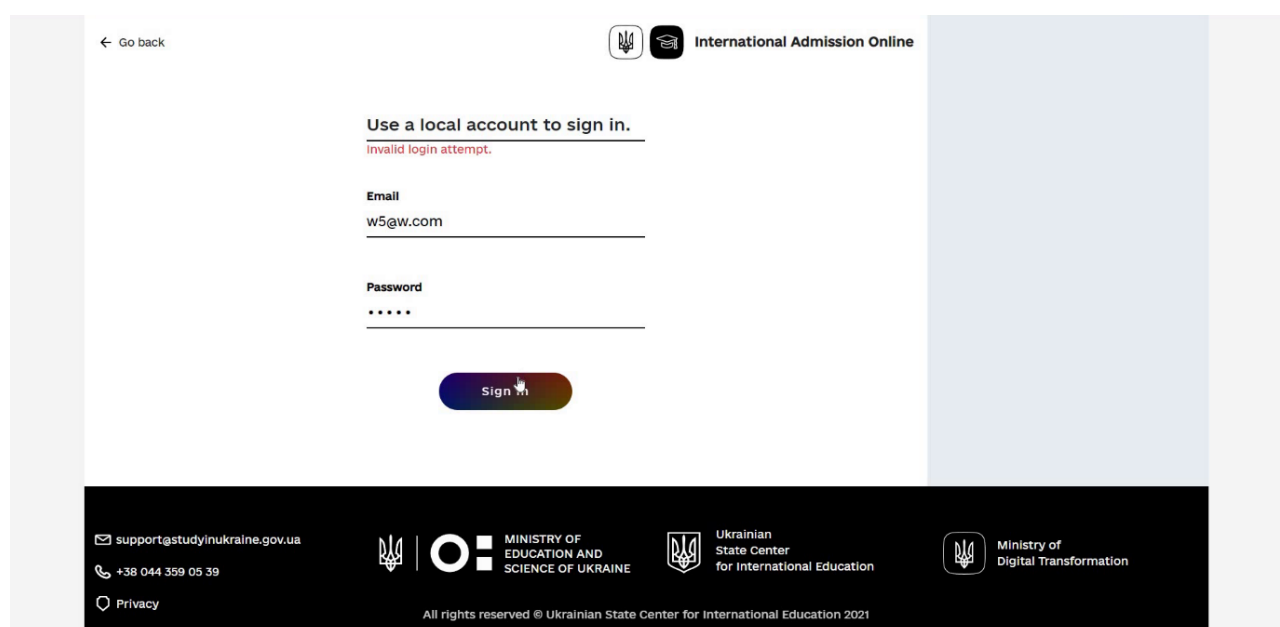 Go back
International Admission Online
Use a local account to sign in.
Invalid login attempt.
Email
w5@w.com
Password
•••••
Sign in
support@studyinukraine.gov.ua
+38 044 359 05 39
Privacy
MINISTRY OF
EDUCATION AND
SCIENCE OF UKRAINE
Ukrainian
State Center
for International Education
Ministry of
Digital Transformation
All rights reserved © Ukrainian State Center for International Education 2021